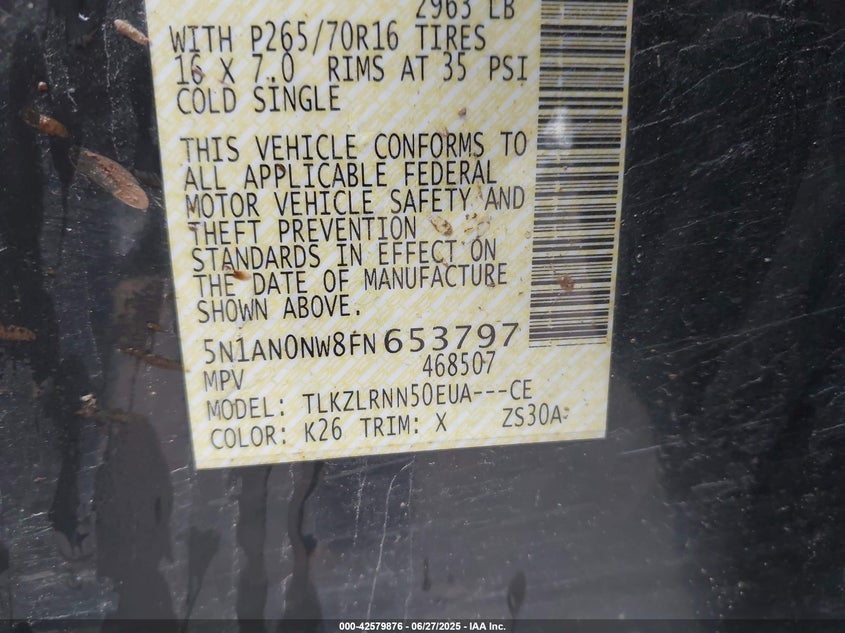 2963 LB
WITH P265/70R16 TIRES
16 X 7.0 RIMS AT 35 PSI
COLD SINGLE
THIS VEHICLE CONFORMS TO
ALL APPLICABLE FEDERAL
MOTOR VEHICLE SAFETY AND
THEFT PREVENTION
STANDARDS IN EFFECT ON
THE DATE OF MANUFACTURE
SHOWN ABOVE.
5N1AN0NW8FN653797
MPV 468507
MODEL: TLKZLRNN50EUA---CE
COLOR: K26 TRIM: X ZS30A
000-42579876 - 06/27/2025 - IAA Inc.